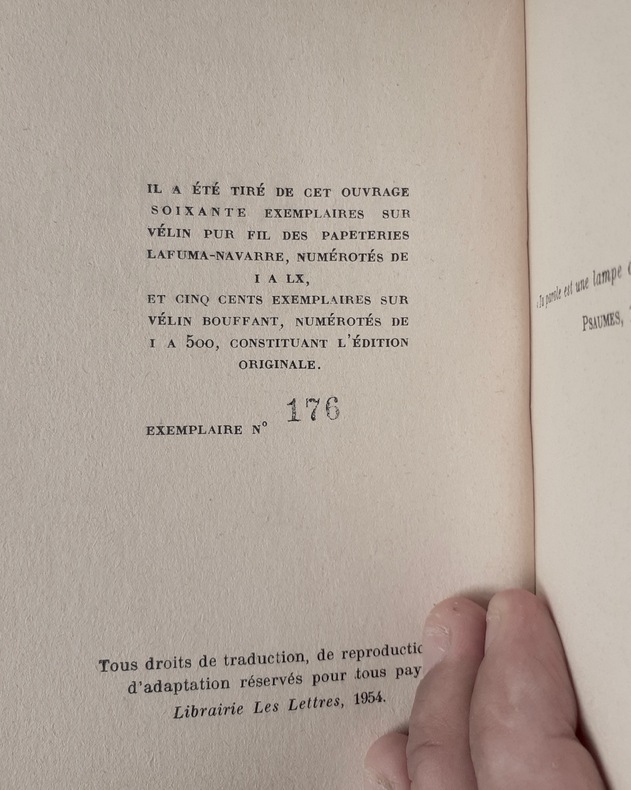 IL A ÉTÉ TIRÉ DE CET OUVRAGE
SOIXANTE EXEMPLAIRES SUR
VÉLIN PUR FIL DES PAPETERIES
LAFUMA-NAVARRE, NUMÉROTÉS DE
I A LX,
ET CINQ CENTS EXEMPLAIRES SUR
VÉLIN BOUFFANT, NUMÉROTÉS DE
1 A 500, CONSTITUANT L'ÉDITION
ORIGINALE.
EXEMPLAIRE N° 176
Tous droits de traduction, de
d'adaptation réservés pour tous
Librairie Les Lettres, 1954.
« Ta parole est une lampe
PSAUMES,